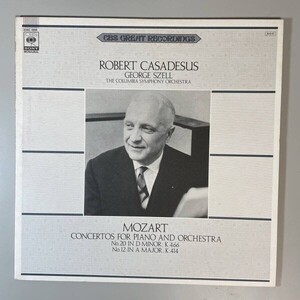 CBS GREAT RECORDINGS
SONY
ROBERT CASADESUS
GEORGE SZELL
THE COLUMBIA SYMPHONY ORCHESTRA
MOZART
CONCERTOS FOR PIANO AND ORCHESTRA
No.20 IN D MINOR, K 466
No.12 IN A MAJOR, K 414